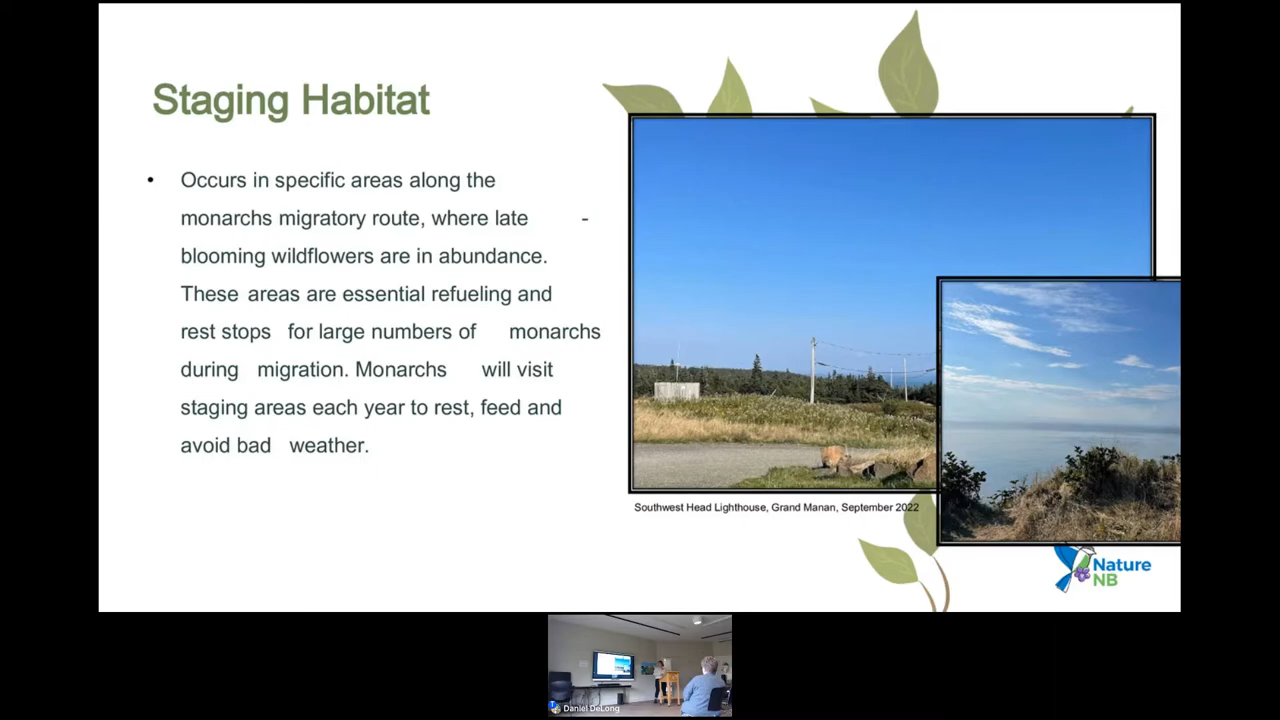 Staging Habitat
• Occurs in specific areas along the
monarchs migratory route, where late -
blooming wildflowers are in abundance.
These areas are essential refueling and
rest stops for large numbers of monarchs
during migration. Monarchs will visit
staging areas each year to rest, feed and
avoid bad weather.
Southwest Head Lighthouse, Grand Manan, September 2022
Nature
NB
Daniel DeLong